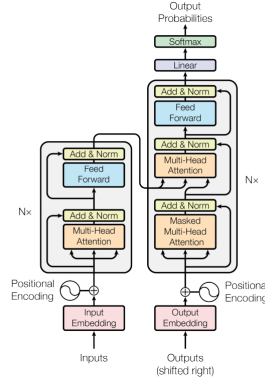 Output
Probabilities
Softmax
Linear
Add & Norm
Feed
Forward
Add & Norm
Multi-Head
Attention
Add & Norm
Masked
Multi-Head
Attention
N×
Positional
Encoding
Output
Embedding
Outputs
(shifted right)
Add & Norm
Feed
Forward
Add & Norm
Multi-Head
Attention
N×
Positional
Encoding
Input
Embedding
Inputs